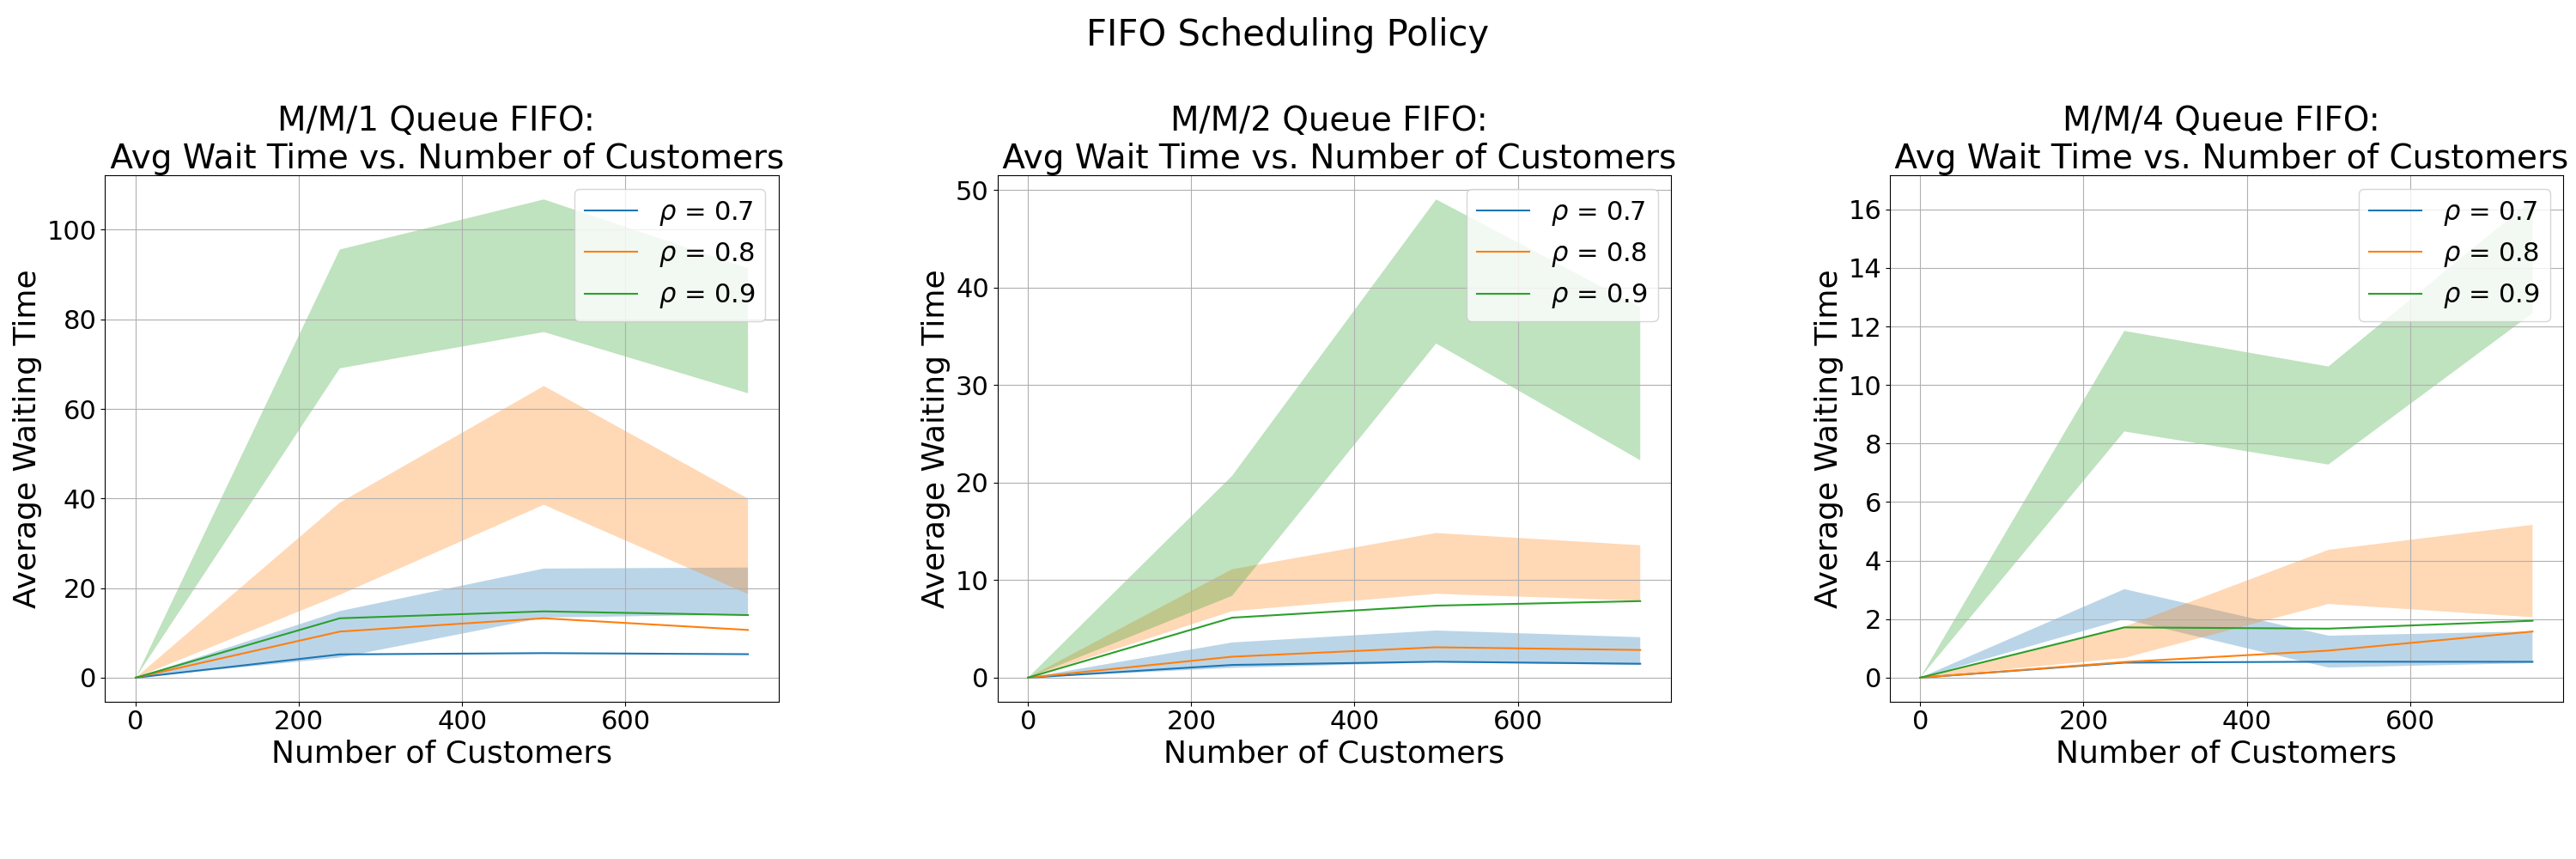 FIFO Scheduling Policy
M/M/1 Queue FIFO:
Avg Wait Time vs. Number of Customers
100
80
60
40
20
0
0 200 400 600
Average Waiting Time
Number of Customers
ρ = 0.7
ρ = 0.8
ρ = 0.9
M/M/2 Queue FIFO:
Avg Wait Time vs. Number of Customers
50
40
30
20
10
0
0 200 400 600
Average Waiting Time
Number of Customers
ρ = 0.7
ρ = 0.8
ρ = 0.9
M/M/4 Queue FIFO:
Avg Wait Time vs. Number of Customers
16
14
12
10
8
6
4
2
0
0 200 400 600
Average Waiting Time
Number of Customers
ρ = 0.7
ρ = 0.8
ρ = 0.9